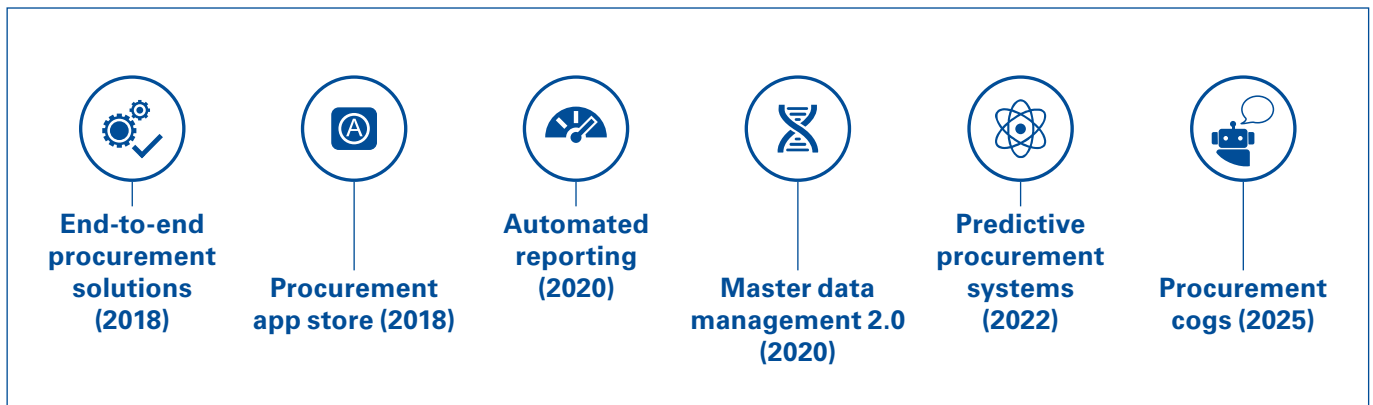 A
End-to-end
procurement
solutions
(2018)
Procurement
app store (2018)
Automated
reporting
(2020)
Master data
management 2.0
(2020)
Predictive
procurement
systems
(2022)
Procurement
cogs (2025)